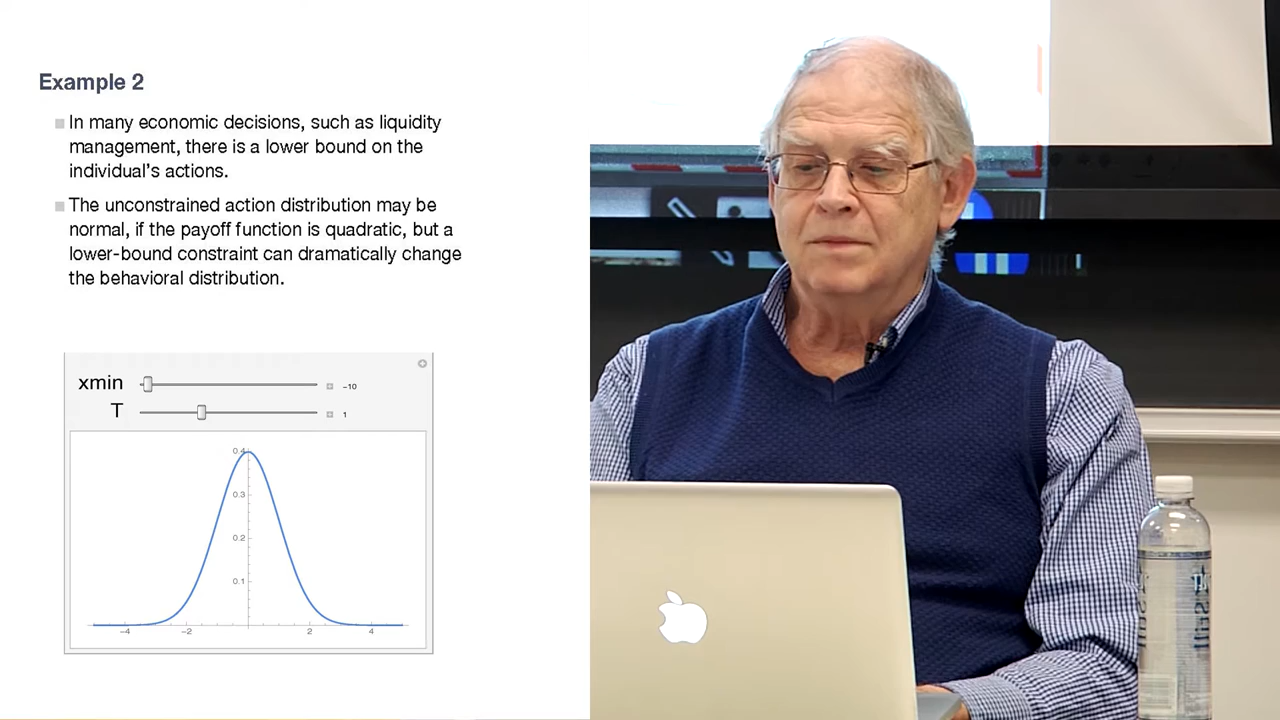 Example 2
In many economic decisions, such as liquidity
management, there is a lower bound on the
individual's actions.
The unconstrained action distribution may be
normal, if the payoff function is quadratic, but a
lower-bound constraint can dramatically change
the behavioral distribution.
xmin -10
T 1
0.4
0.3
0.2
0.1
-4 -2 2 4